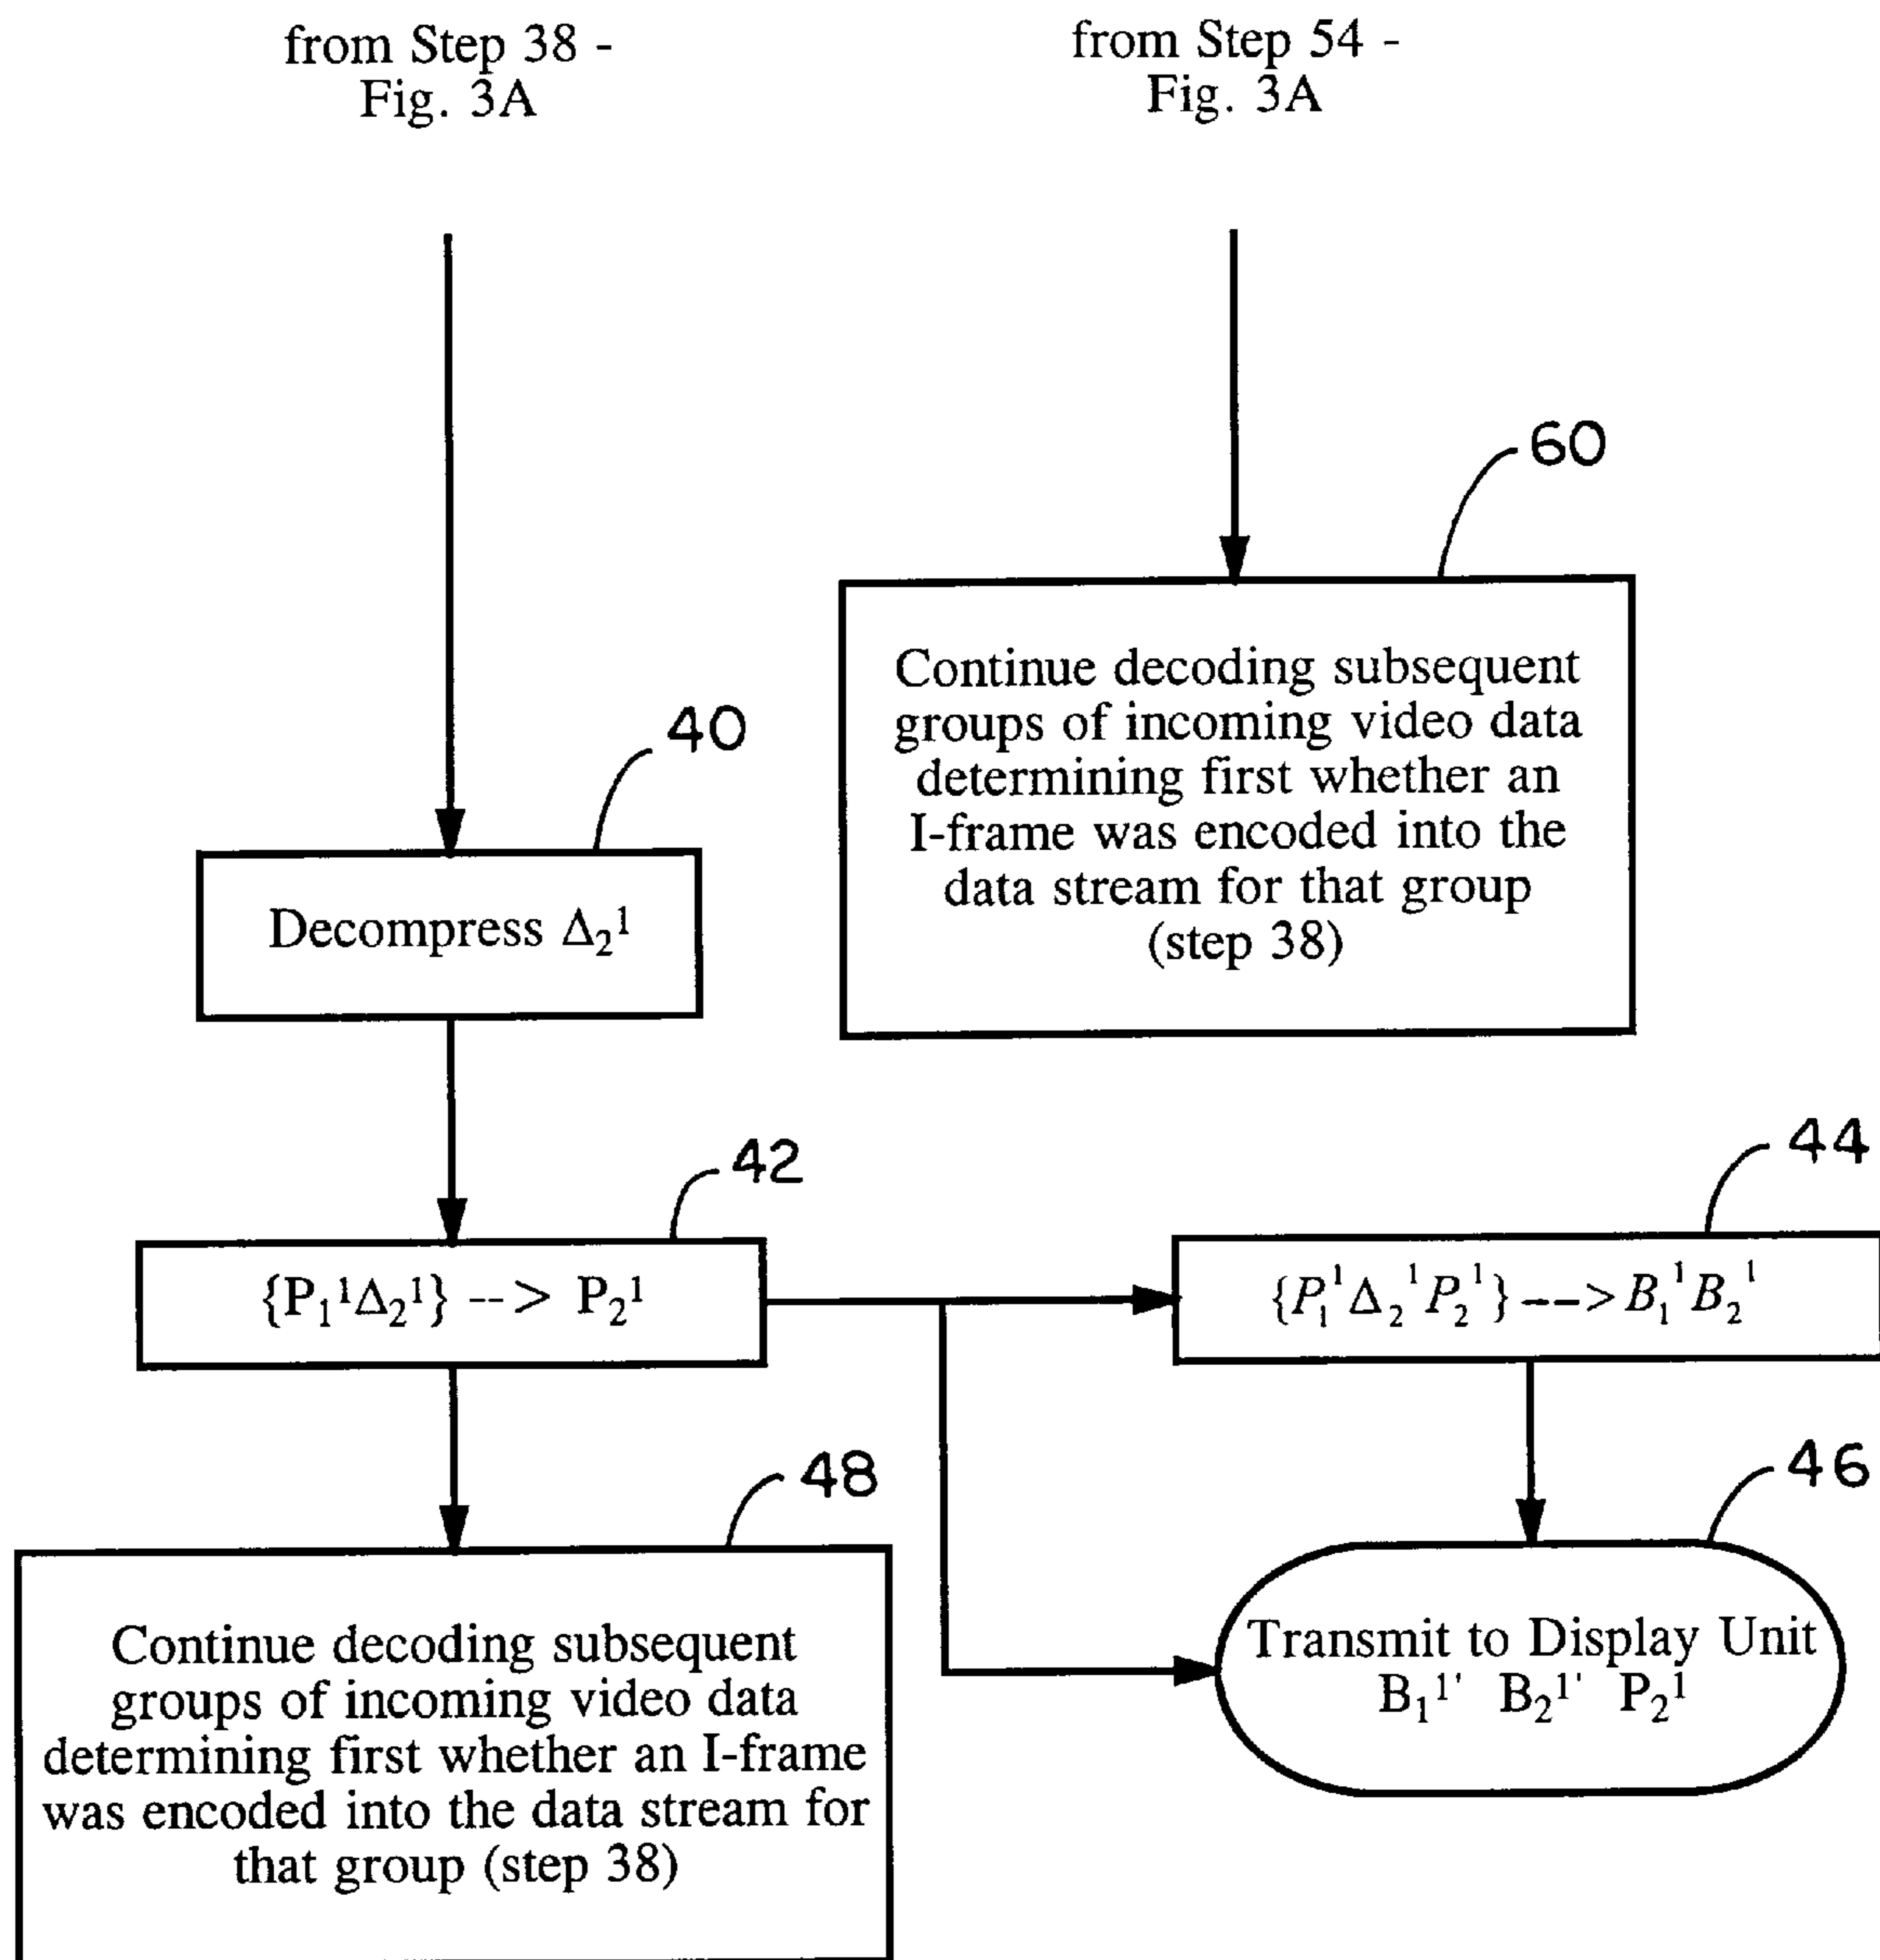 from Step 38 -
Fig. 3A
from Step 54 -
Fig. 3A
60
Continue decoding subsequent
groups of incoming video data
determining first whether an
I-frame was encoded into the
data stream for that group
(step 38)
40
Decompress Δ₂¹
42
{P₁¹Δ₂¹} --> P₂¹
44
{P₁¹Δ₂¹P₂¹} --->B₁¹B₂¹
48
Continue decoding subsequent
groups of incoming video data
determining first whether an I-frame
was encoded into the data stream for
that group (step 38)
46
Transmit to Display Unit
B₁¹' B₂¹' P₂¹